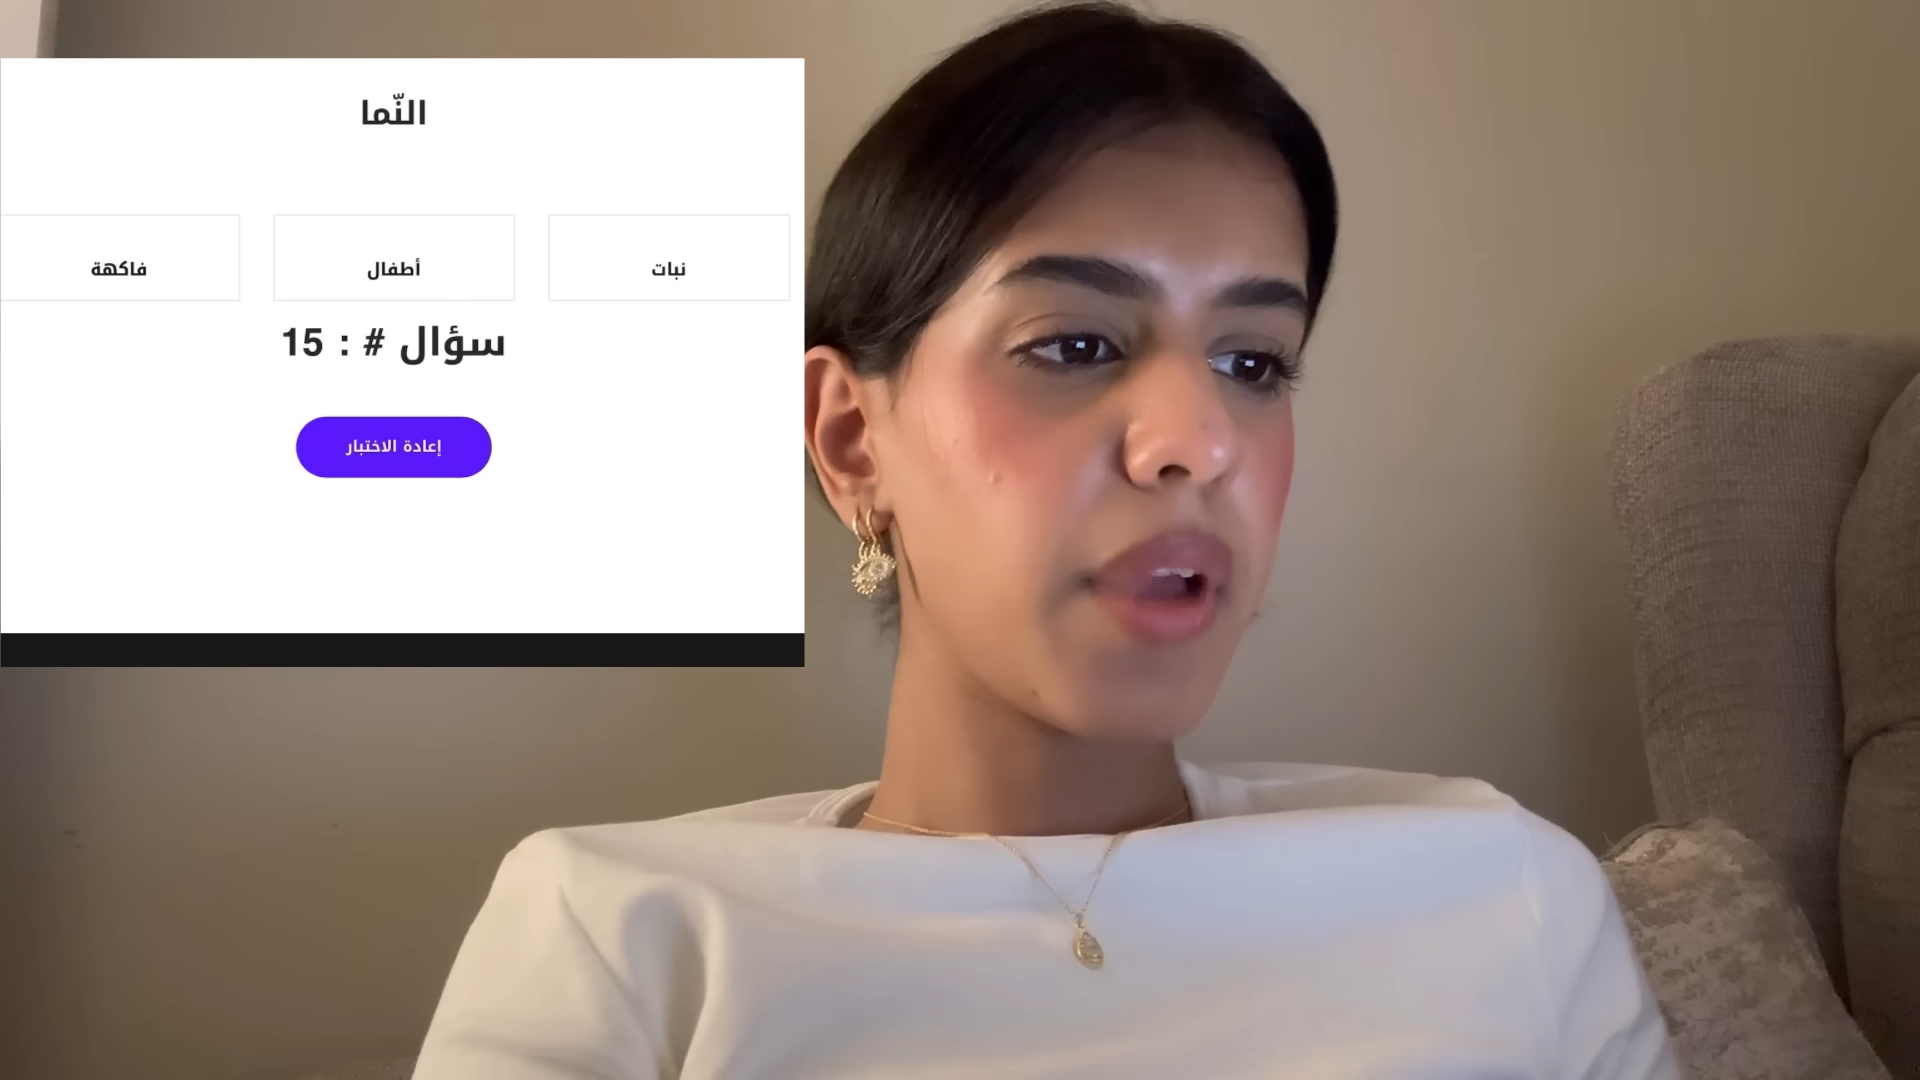 النّما
نبات
أطفال
فاكهة
سؤال # : 15
إعادة الاختبار